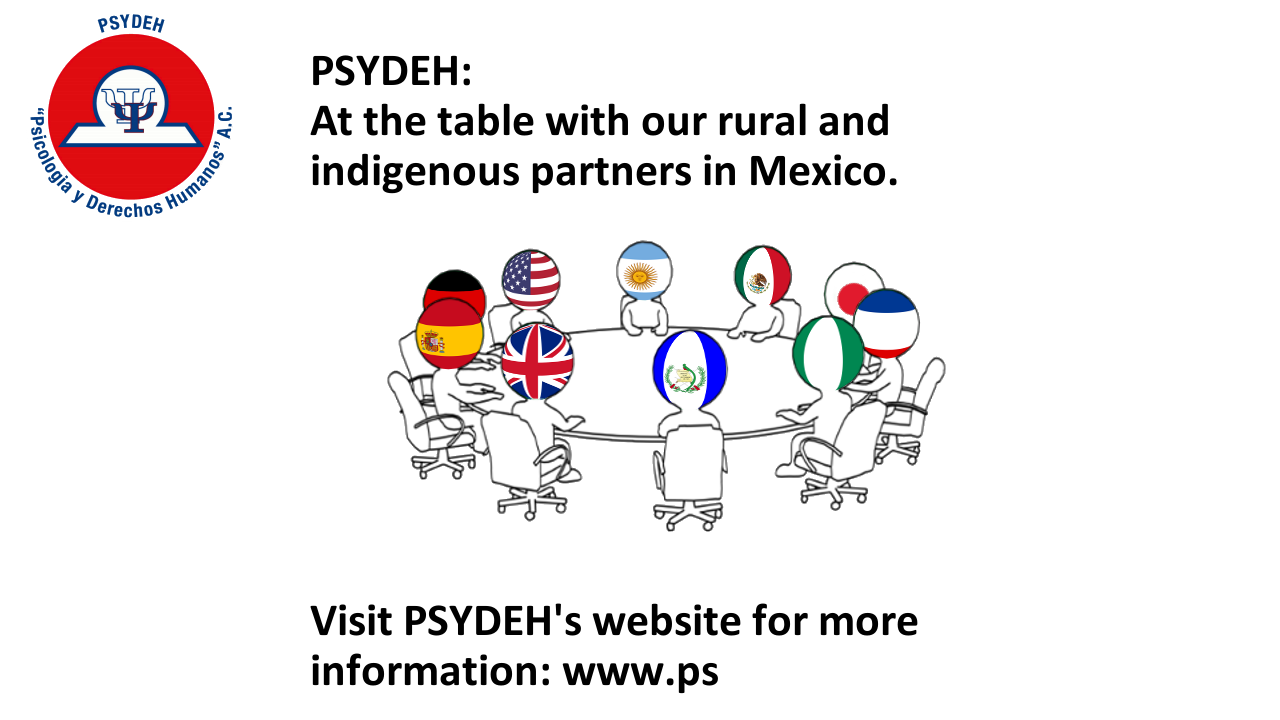 PSYDEH
“Psicología y Derechos Humanos” A.C.
PSYDEH:
At the table with our rural and
indigenous partners in Mexico.
Visit PSYDEH's website for more
information: www.ps